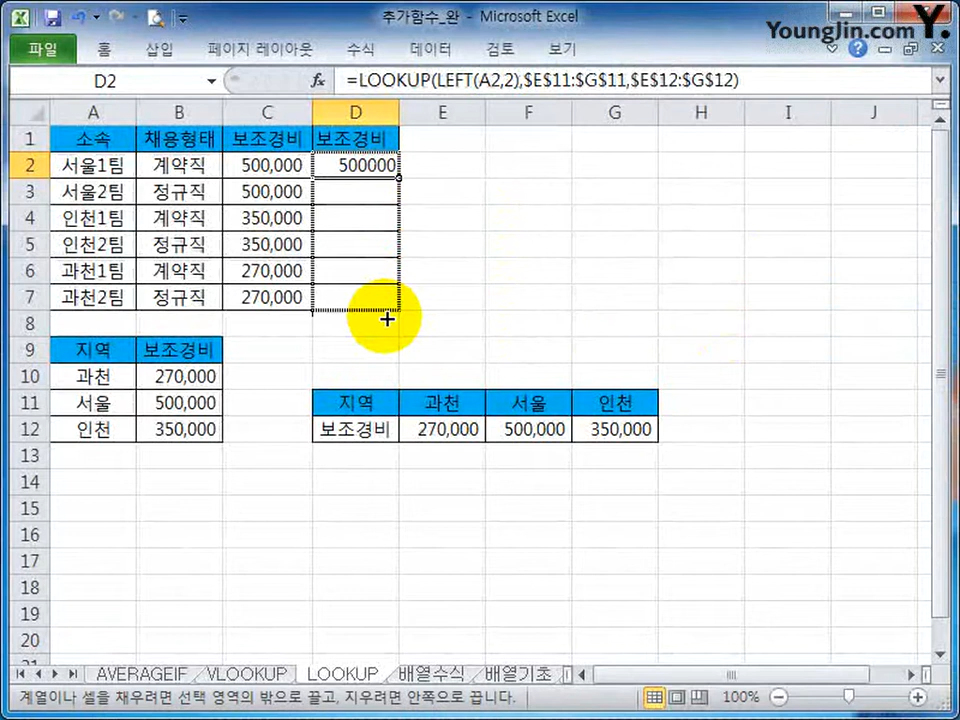 추가함수_완 - Microsoft Excel
YoungJin.com Y.
파일 홈 삽입 페이지 레이아웃 수식 데이터 검토 보기
D2 fx =LOOKUP(LEFT(A2,2),$E$11:$G$11,$E$12:$G$12)
A B C D E F G H I J
1 소속 채용형태 보조경비 보조경비
2 서울1팀 계약직 500,000 500000
3 서울2팀 정규직 500,000
4 인천1팀 계약직 350,000
5 인천2팀 정규직 350,000
6 과천1팀 계약직 270,000
7 과천2팀 정규직 270,000
8
9 지역 보조경비
10 과천 270,000
11 서울 500,000 지역 과천 서울 인천
12 인천 350,000 보조경비 270,000 500,000 350,000
13
14
15
16
17
18
19
20
21
AVERAGEIF VLOOKUP LOOKUP 배열수식 배열기초
계열이나 셀을 채우려면 선택 영역의 밖으로 끌고, 지우려면 안쪽으로 끕니다. 100%